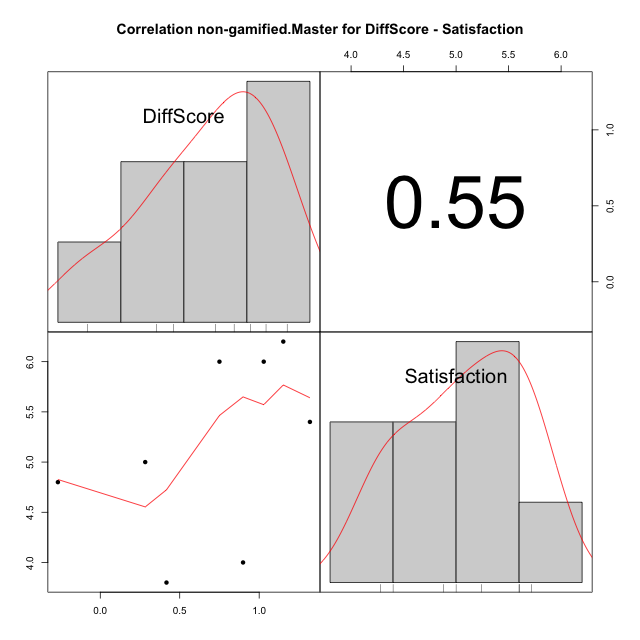 Correlation non-gamified.Master for DiffScore - Satisfaction
4.0 4.5 5.0 5.5 6.0
DiffScore
0.55
1.0
0.5
0.0
Satisfaction
6.0
5.5
5.0
4.5
4.0
0.0 0.5 1.0